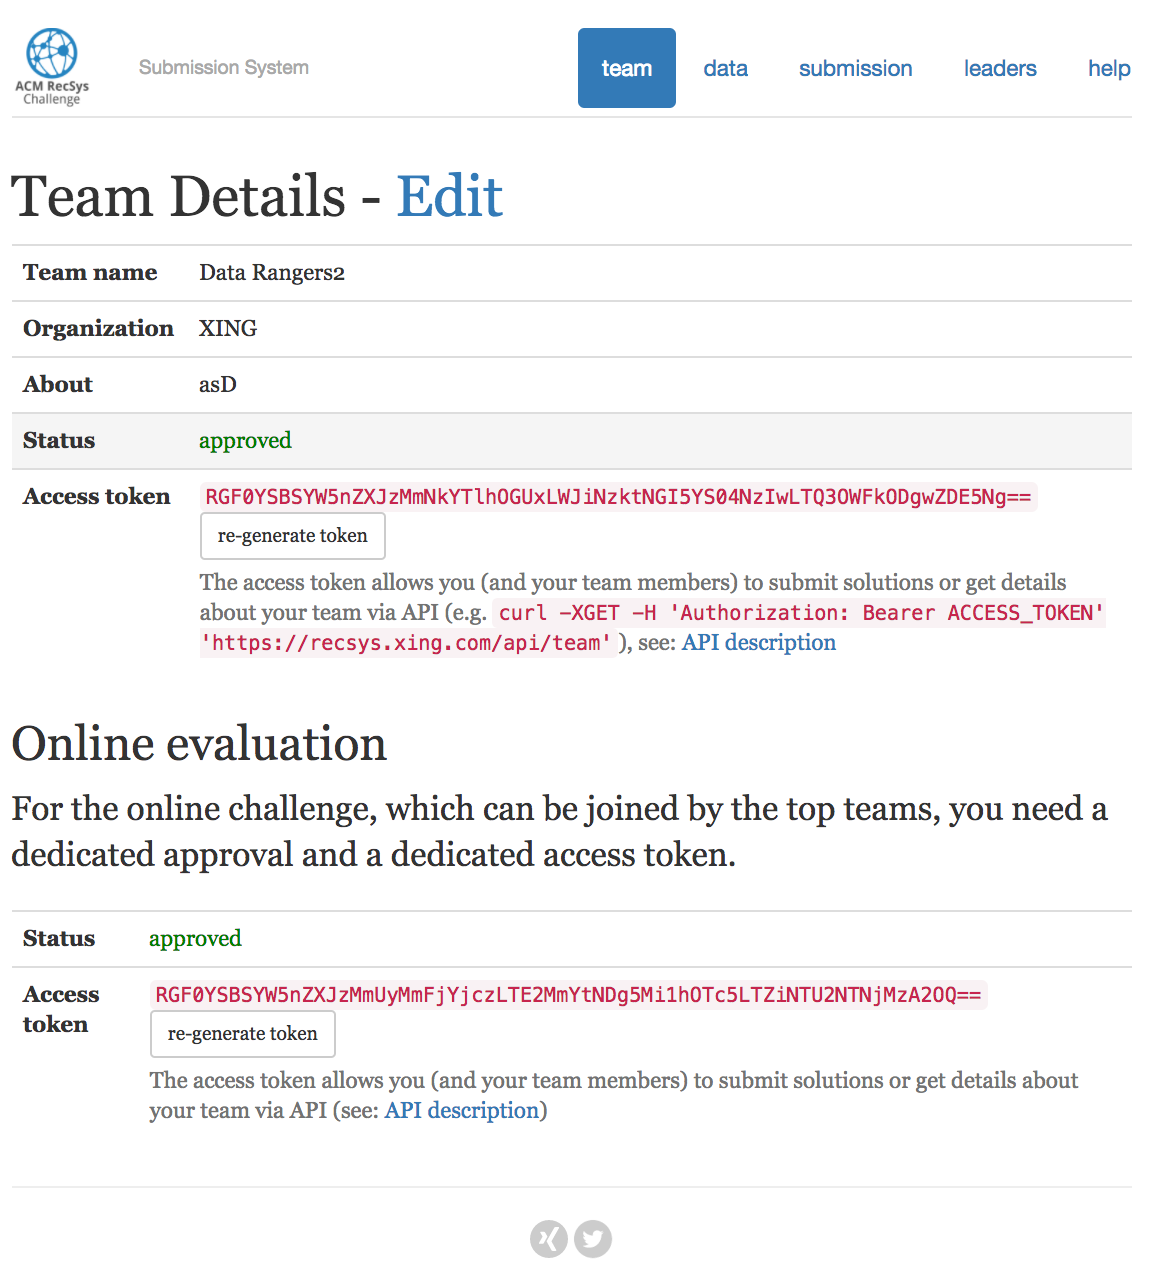 ACM RecSys
Challenge
Submission System
team
data
submission
leaders
help
Team Details - Edit
Team name Data Rangers2
Organization XING
About asD
Status approved
Access token RGF0YSBSYW5nZXJzMmNkYTlhOGUxLWJiNzktNGI5YS04NzIwLTQ3OWFkODgwZDE5Ng==
re-generate token
The access token allows you (and your team members) to submit solutions or get details
about your team via API (e.g. curl -XGET -H 'Authorization: Bearer ACCESS_TOKEN'
'https://recsys.xing.com/api/team' ), see: API description
Online evaluation
For the online challenge, which can be joined by the top teams, you need a
dedicated approval and a dedicated access token.
Status approved
Access
token
RGF0YSBSYW5nZXJzMmUyMmFjYjczLTE2MmYtNDg5Mi1hOTc5LTZiNTU2NTNjMzA2OQ==
re-generate token
The access token allows you (and your team members) to submit solutions or get details about
your team via API (see: API description)